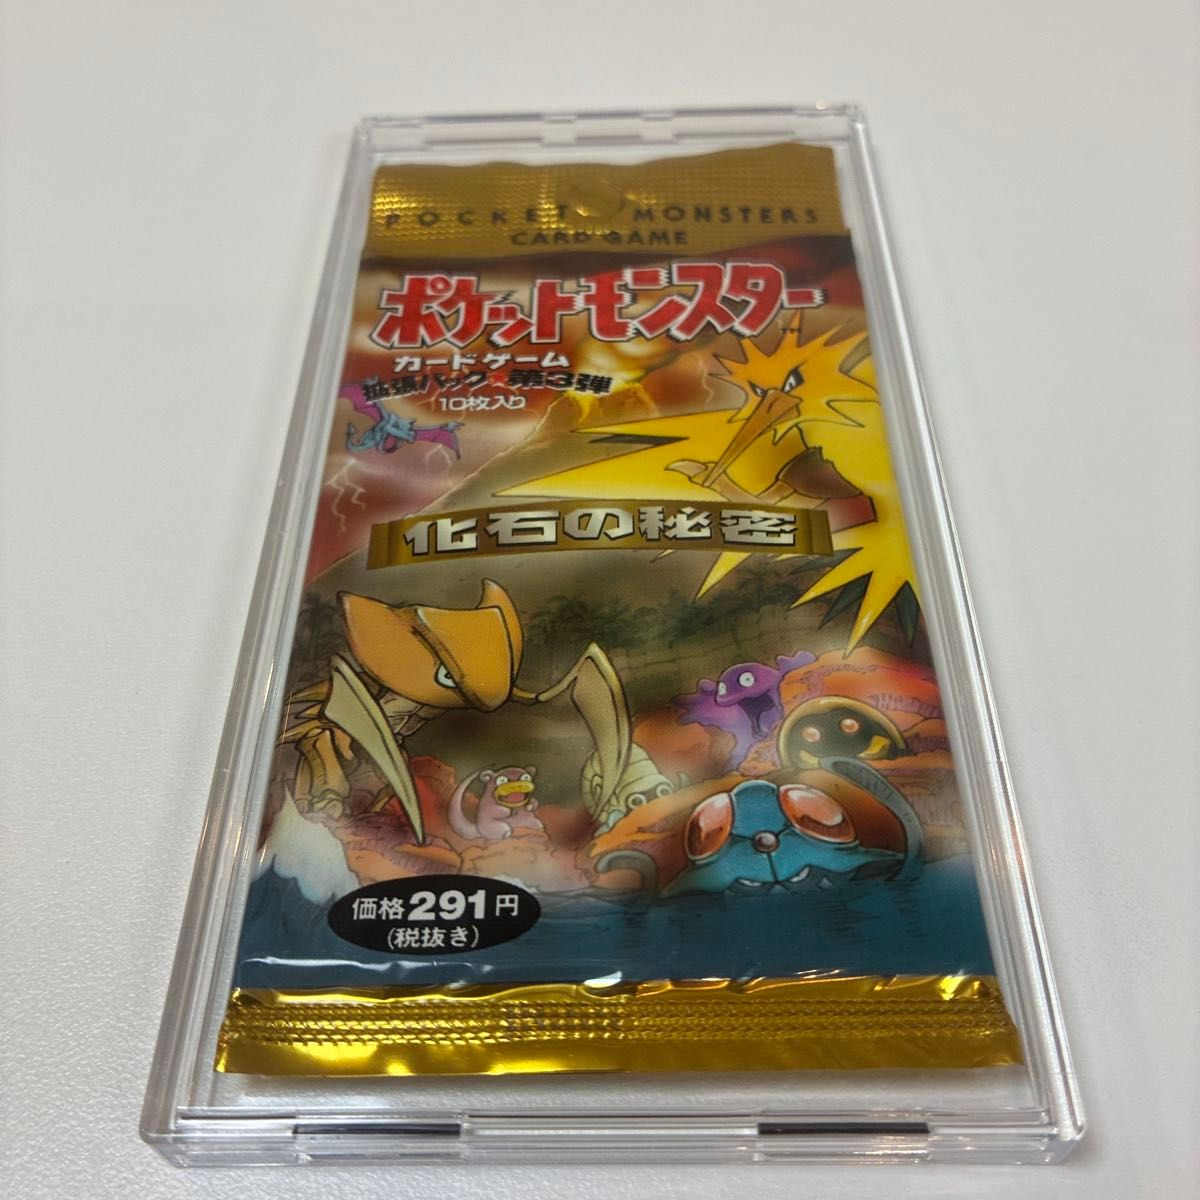 POCKET MONSTERS
CARD GAME
ポケットモンスター
TM
カードゲーム
拡張パック★第3弾
10枚入り
化石の秘密
価格291円
(税抜き)